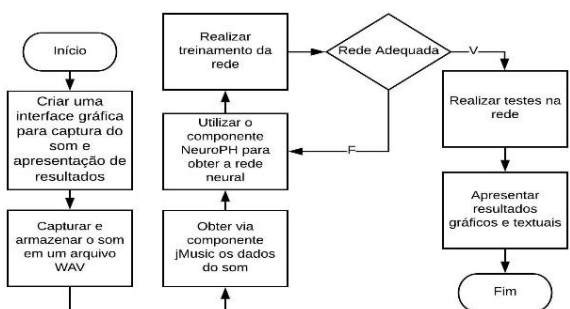 Início
Criar uma
interface gráfica
para captura do
som e
apresentação de
resultados
Capturar e
armazenar o som
em um arquivo
WAV
Obter via
componente
jMusic os dados
do som
Utilizar o
componente
NeuroPH para
obter a rede
neural
Realizar
treinamento da
rede
Rede Adequada
V
F
Realizar testes na
rede
Apresentar
resultados
gráficos e textuais
Fim